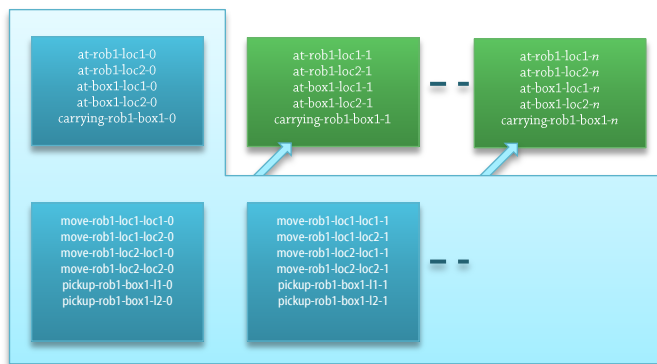 at-rob1-loc1-0
at-rob1-loc2-0
at-box1-loc1-0
at-box1-loc2-0
carrying-rob1-box1-0
at-rob1-loc1-1
at-rob1-loc2-1
at-box1-loc1-1
at-box1-loc2-1
carrying-rob1-box1-1
at-rob1-loc1-n
at-rob1-loc2-n
at-box1-loc1-n
at-box1-loc2-n
carrying-rob1-box1-n
move-rob1-loc1-loc1-0
move-rob1-loc1-loc2-0
move-rob1-loc2-loc1-0
move-rob1-loc2-loc2-0
pickup-rob1-box1-l1-0
pickup-rob1-box1-l2-0
move-rob1-loc1-loc1-1
move-rob1-loc1-loc2-1
move-rob1-loc2-loc1-1
move-rob1-loc2-loc2-1
pickup-rob1-box1-l1-1
pickup-rob1-box1-l2-1